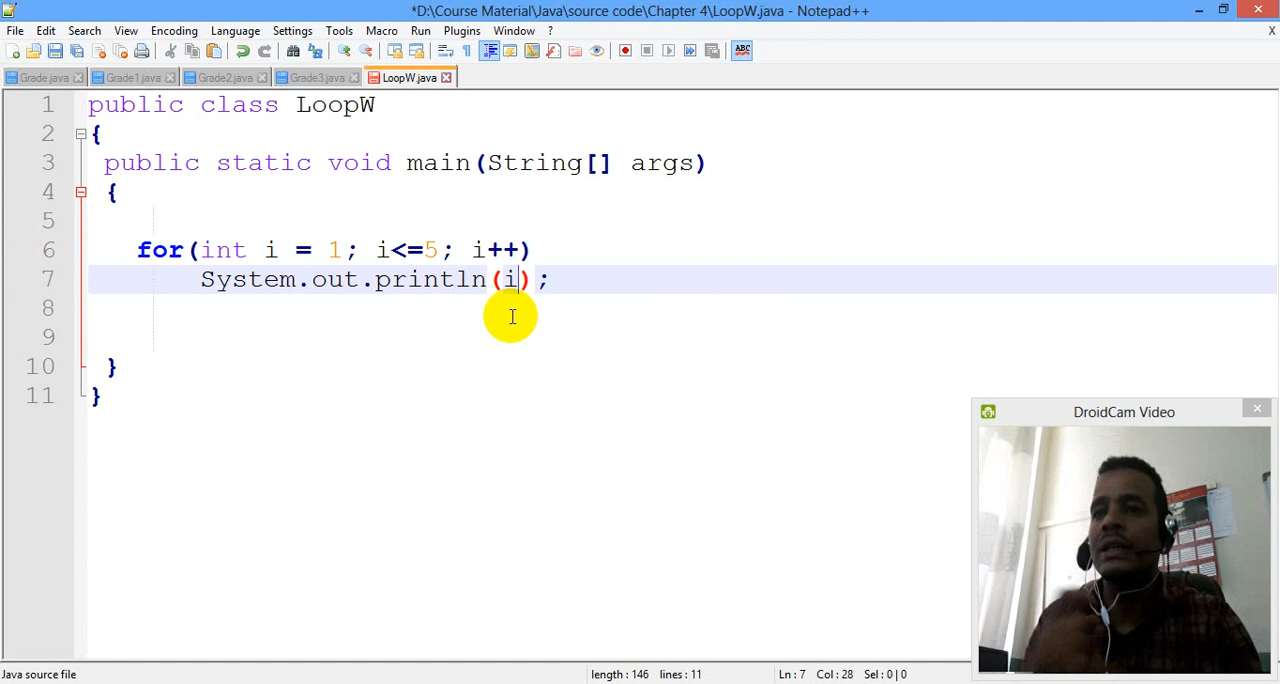 *D:\Course Material\Java\source code\Chapter 4\LoopW.java - Notepad++
File Edit Search View Encoding Language Settings Tools Macro Run Plugins Window ? X
ABC
Grade.java Grade1.java Grade2.java Grade3.java LoopW.java
1 public class LoopW
2 {
3 public static void main(String[] args)
4 {
5
6 for(int i = 1; i<=5; i++)
7 System.out.println(i);
8
9
10 }
11 }
DroidCam Video
Java source file length : 146 lines : 11 Ln : 7 Col : 28 Sel : 0 | 0